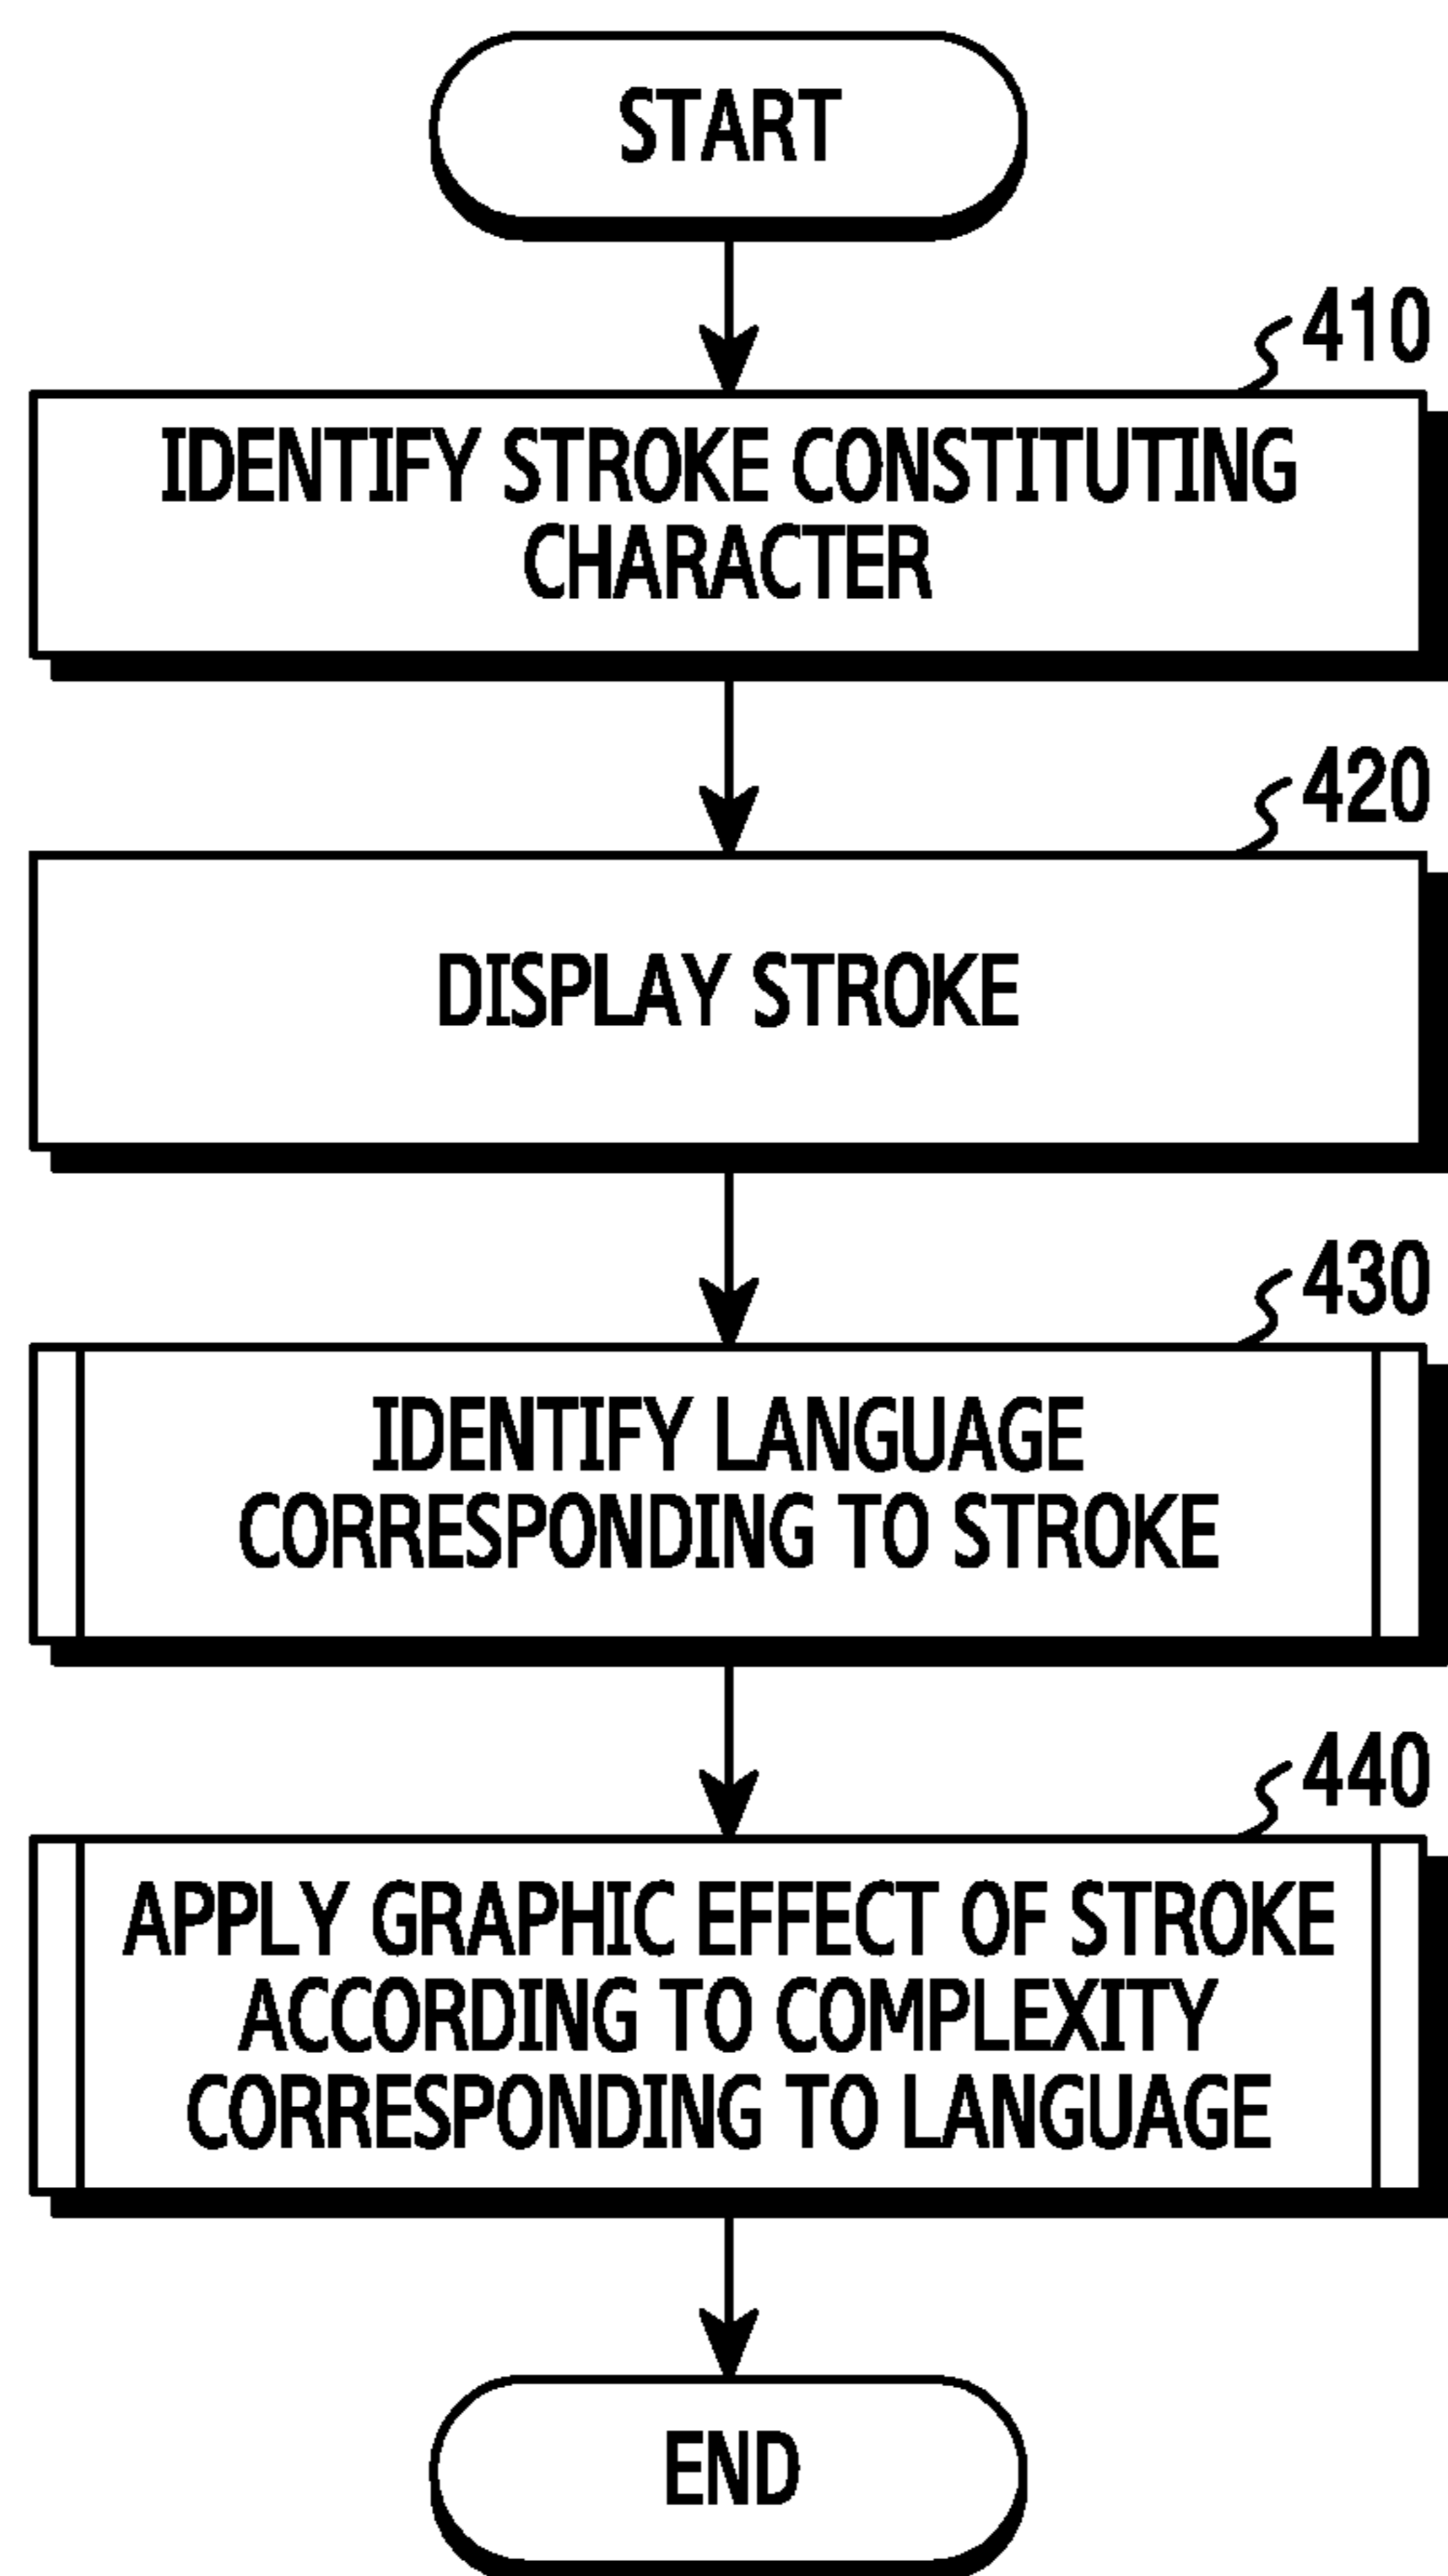 START
410
IDENTIFY STROKE CONSTITUTING
CHARACTER
420
DISPLAY STROKE
430
IDENTIFY LANGUAGE
CORRESPONDING TO STROKE
440
APPLY GRAPHIC EFFECT OF STROKE
ACCORDING TO COMPLEXITY
CORRESPONDING TO LANGUAGE
END